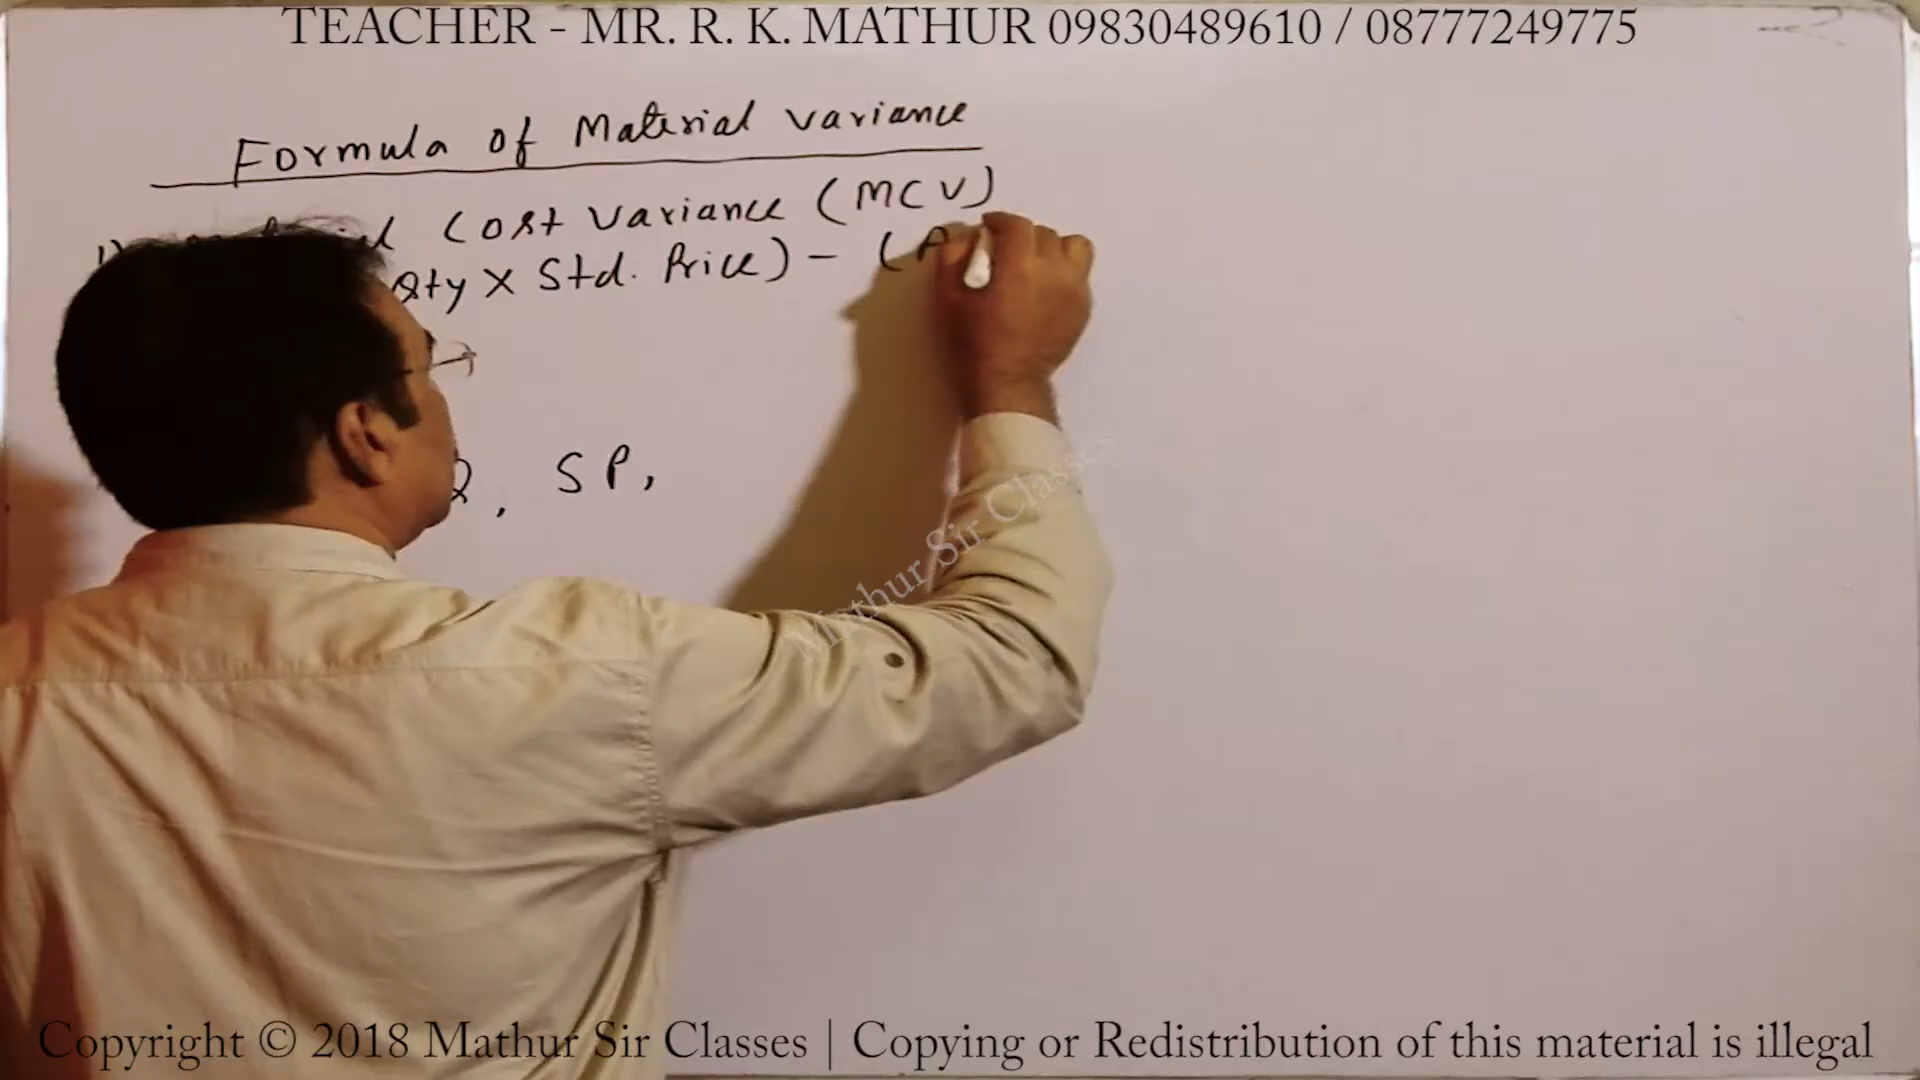 TEACHER - MR. R. K. MATHUR 09830489610 / 08777249775
Formula of Material Variance
Cost Variance (MCV)
Qty X Std. Price) - (A
, SP,
Mathur Sir Classes
Copyright © 2018 Mathur Sir Classes | Copying or Redistribution of this material is illegal